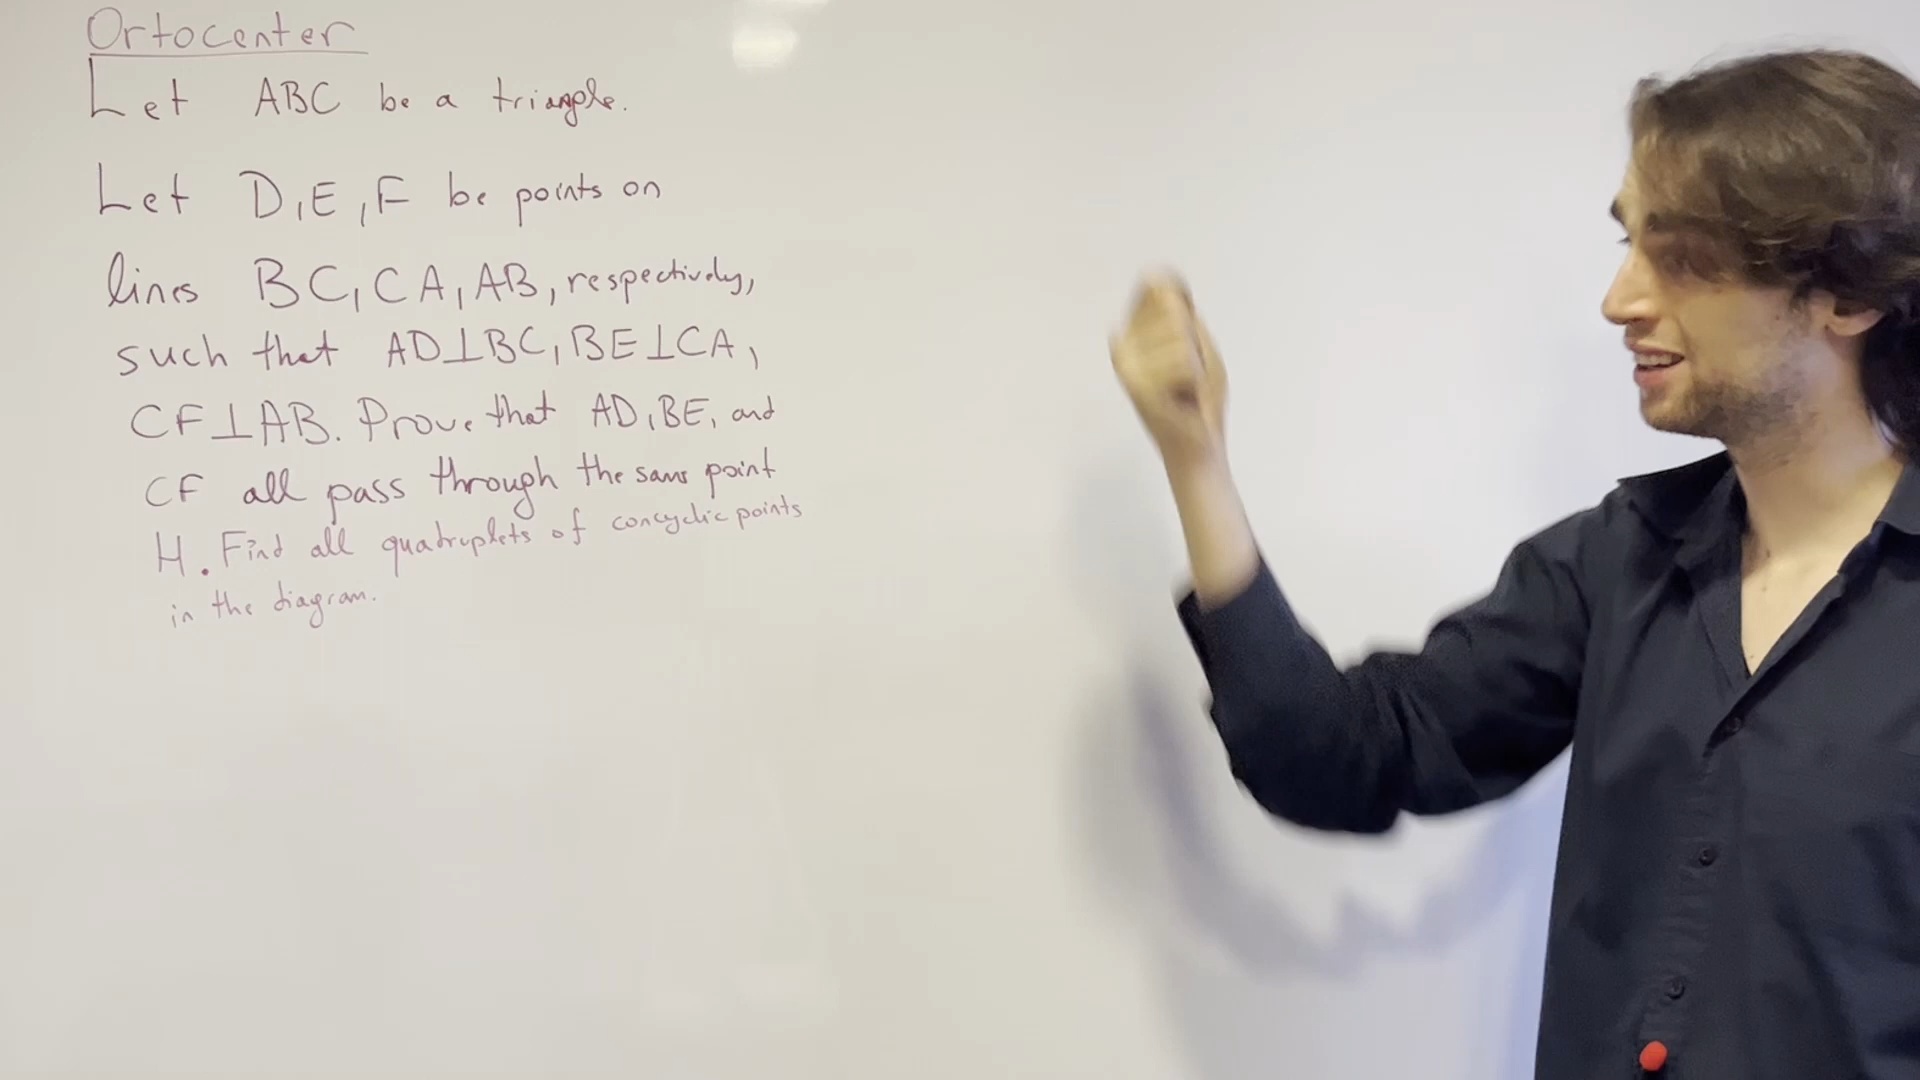 Ortocenter
Let ABC be a triangle.
Let D, E, F be points on
lines BC, CA, AB, respectively,
such that AD⊥BC, BE⊥CA,
CF⊥AB. Prove that AD, BE, and
CF all pass through the same point
H. Find all quadruplets of concyclic points
in the diagram.